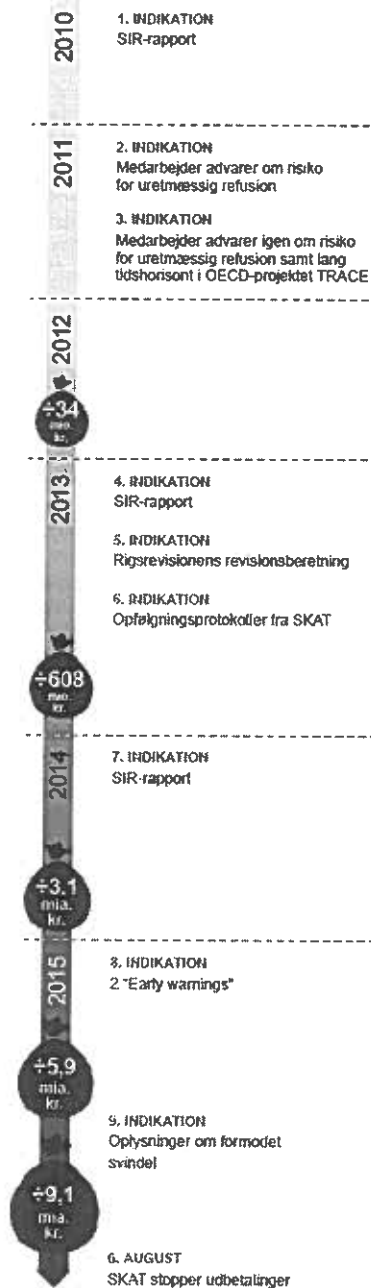 2010
1. INDIKATION
SIR-rapport
2011
2. INDIKATION
Medarbejder advarer om risiko
for uretmæssig refusion
3. INDIKATION
Medarbejder advarer igen om risiko
for uretmæssig refusion samt lang
tidshorisont i OECD-projektet TRACE
2012
÷34
mio.
kr.
2013
4. INDIKATION
SIR-rapport
5. INDIKATION
Rigsrevisionens revisionsberetning
6. INDIKATION
Opfølgningsprotokoller fra SKAT
÷608
mio.
kr.
2014
7. INDIKATION
SIR-rapport
÷3,1
mia.
kr.
2015
8. INDIKATION
2 "Early warnings"
÷5,9
mia.
kr.
9. INDIKATION
Oplysninger om formodet
svindel
÷9,1
mia.
kr.
6. AUGUST
SKAT stopper udbetalinger